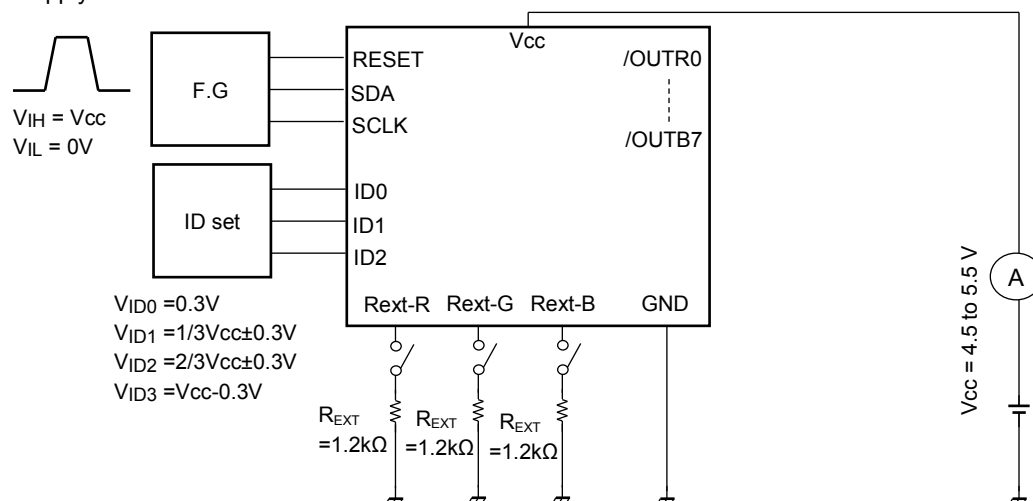 Vcc
RESET
/OUTR0
F.G
SDA
SCLK
/OUTB7
VIH = Vcc
VIL = 0V
ID0
ID set
ID1
ID2
Rext-R Rext-G Rext-B GND
A
Vcc = 4.5 to 5.5 V
VID0 =0.3V
VID1 =1/3Vcc±0.3V
VID2 =2/3Vcc±0.3V
VID3 =Vcc-0.3V
REXT
=1.2kΩ
REXT
=1.2kΩ
REXT
=1.2kΩ